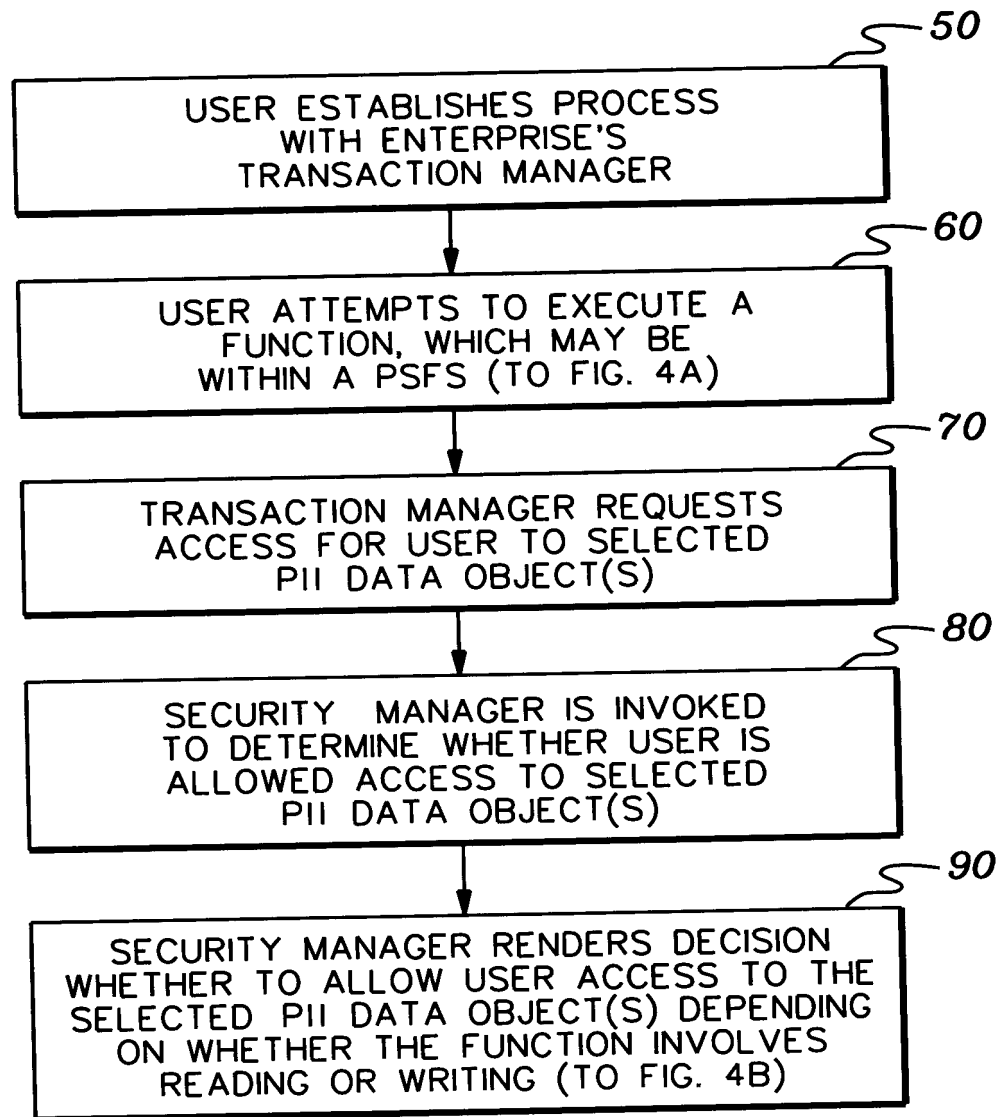 50
USER ESTABLISHES PROCESS
WITH ENTERPRISE'S
TRANSACTION MANAGER
60
USER ATTEMPTS TO EXECUTE A
FUNCTION, WHICH MAY BE
WITHIN A PSFS (TO FIG. 4A)
70
TRANSACTION MANAGER REQUESTS
ACCESS FOR USER TO SELECTED
PII DATA OBJECT(S)
80
SECURITY MANAGER IS INVOKED
TO DETERMINE WHETHER USER IS
ALLOWED ACCESS TO SELECTED
PII DATA OBJECT(S)
90
SECURITY MANAGER RENDERS DECISION
WHETHER TO ALLOW USER ACCESS TO THE
SELECTED PII DATA OBJECT(S) DEPENDING
ON WHETHER THE FUNCTION INVOLVES
READING OR WRITING (TO FIG. 4B)